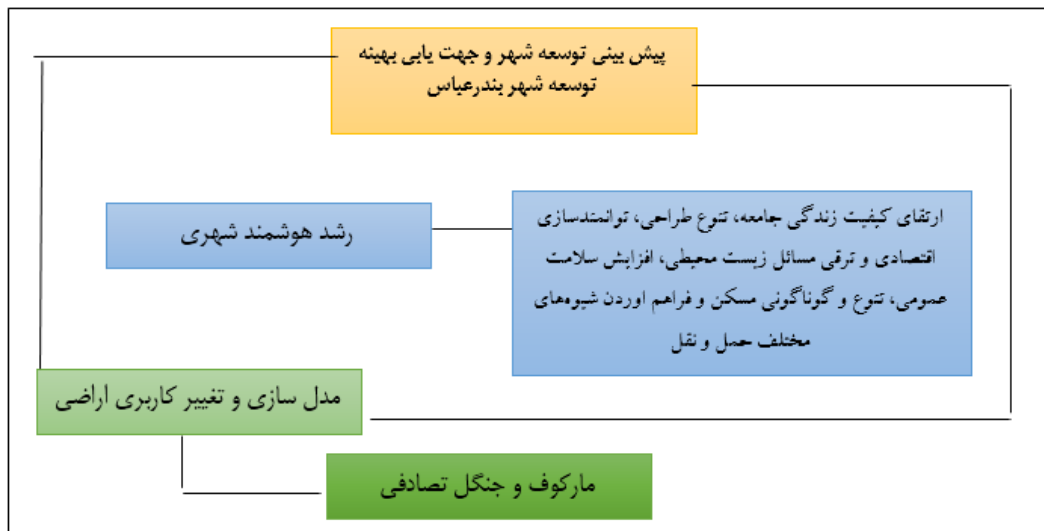 پیش بینی توسعه شهر و جهت یابی بهینه
توسعه شهر بندرعباس
ارتقای کیفیت زندگی جامعه، تنوع طراحی، توانمندسازی
اقتصادی و ترقی مسائل زیست محیطی، افزایش سلامت
عمومی، تنوع و گوناگونی مسکن و فراهم اوردن شیوه‌های
مختلف حمل و نقل
رشد هوشمند شهری
مدل سازی و تغییر کاربری اراضی
مارکوف و جنگل تصادفی